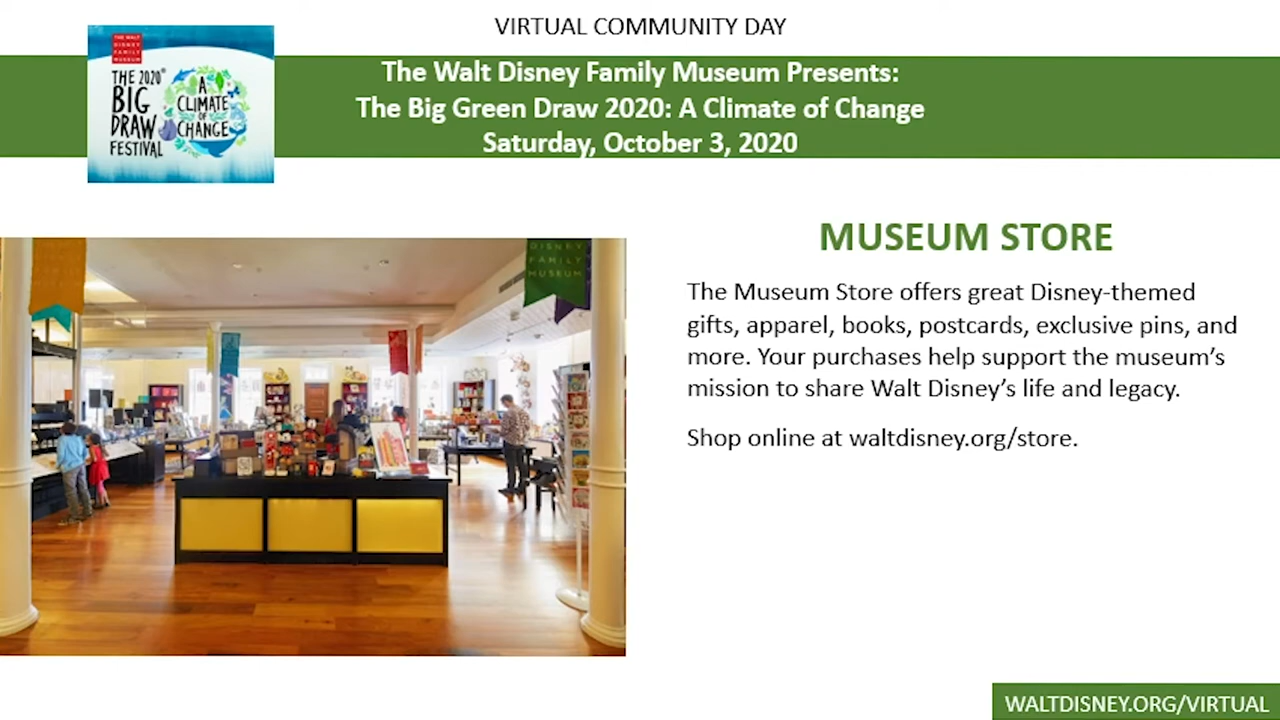 VIRTUAL COMMUNITY DAY
THE WALT
DISNEY
FAMILY
MUSEUM
THE 2020
BIG
DRAW
FESTIVAL
A
CLIMATE
OF
CHANGE
The Walt Disney Family Museum Presents:
The Big Green Draw 2020: A Climate of Change
Saturday, October 3, 2020
DISNEY
FAMILY
MUSEUM
MUSEUM STORE
The Museum Store offers great Disney-themed
gifts, apparel, books, postcards, exclusive pins, and
more. Your purchases help support the museum’s
mission to share Walt Disney’s life and legacy.
Shop online at waltdisney.org/store.
WALTDISNEY.ORG/VIRTUAL